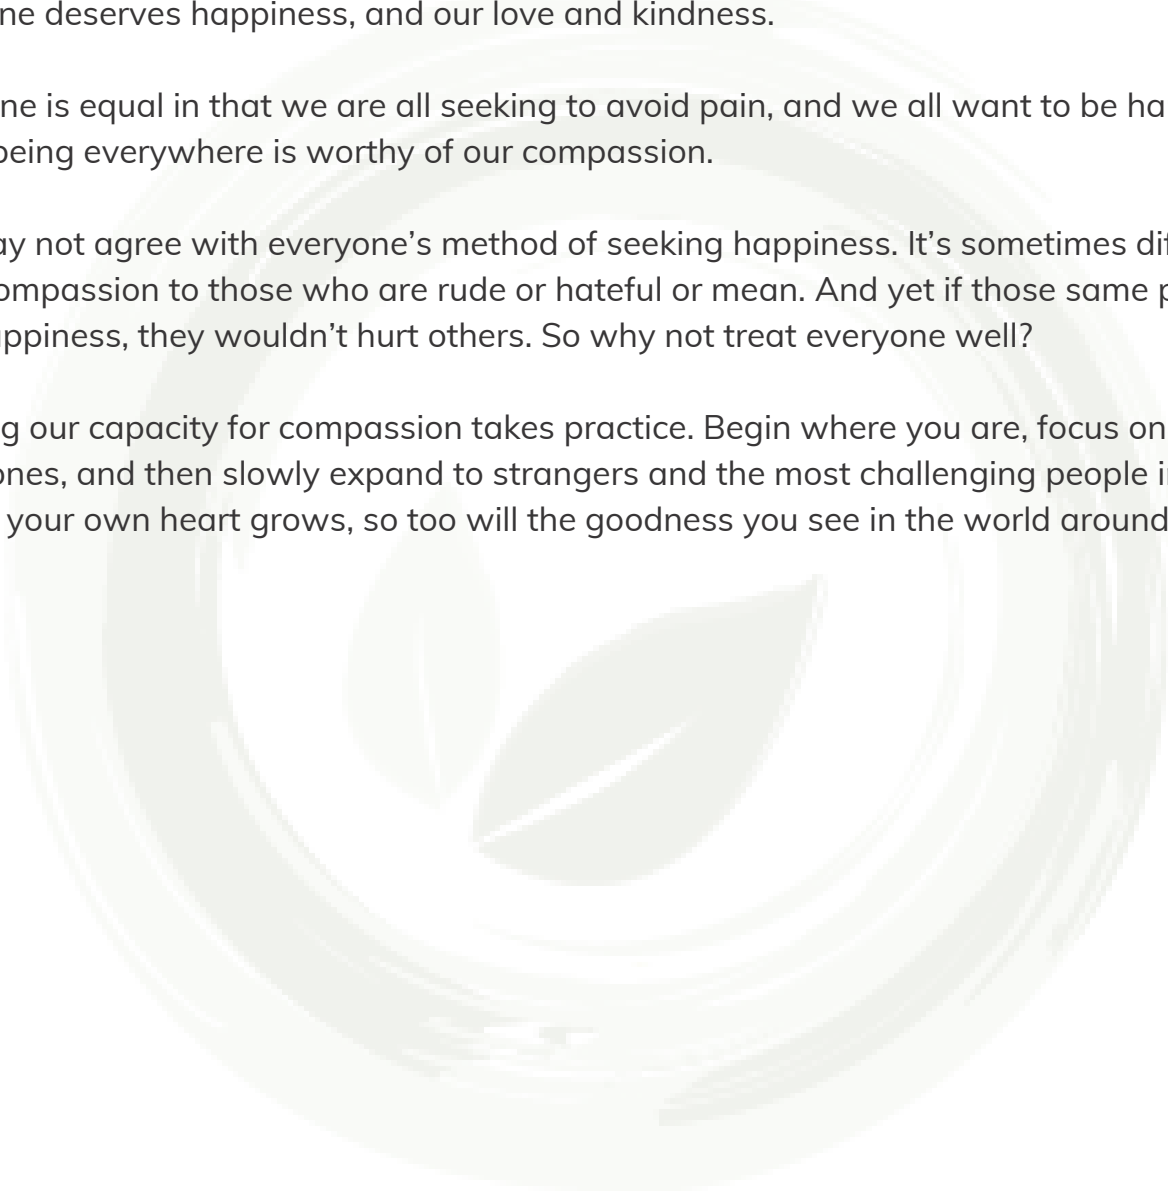 ne deserves happiness, and our love and kindness.
ne is equal in that we are all seeking to avoid pain, and we all want to be ha
being everywhere is worthy of our compassion.
ay not agree with everyone’s method of seeking happiness. It’s sometimes dif
ompassion to those who are rude or hateful or mean. And yet if those same p
ppiness, they wouldn’t hurt others. So why not treat everyone well?
g our capacity for compassion takes practice. Begin where you are, focus on
ones, and then slowly expand to strangers and the most challenging people i
your own heart grows, so too will the goodness you see in the world around